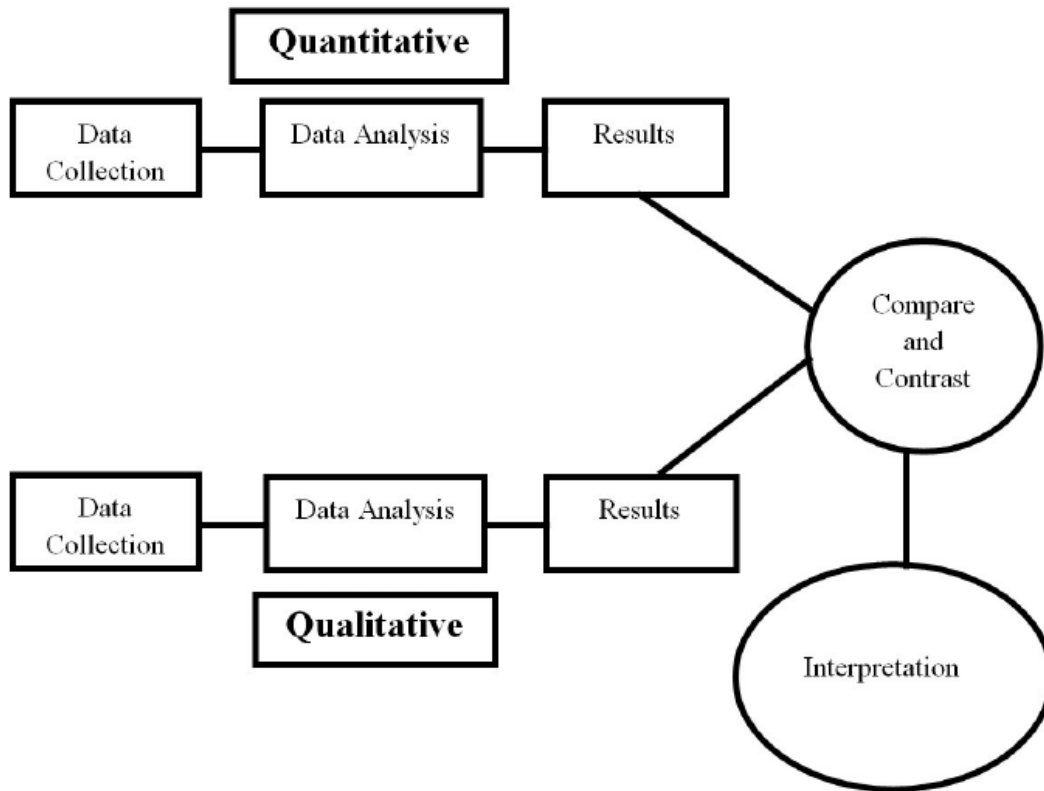 Quantitative
Data
Collection
Data Analysis
Results
Compare
and
Contrast
Data
Collection
Data Analysis
Results
Qualitative
Interpretation